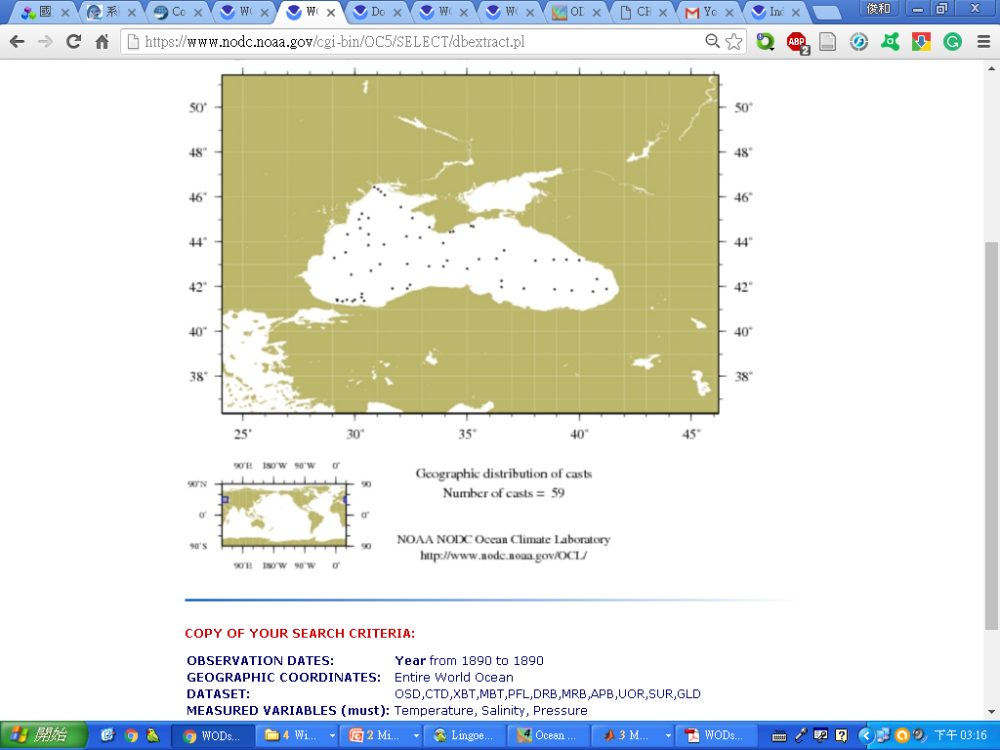 國
系
Co
W(
W(
Do
W(
W(
OI
CH
Yo
Ind
俊和
https://www.nodc.noaa.gov/cgi-bin/OC5/SELECT/dbextract.pl
ABP
2
50° 50°
48° 48°
46° 46°
44° 44°
42° 42°
40° 40°
38° 38°
25° 30° 35° 40° 45°
90°E 180°W 90°W 0°
90°N 90
0° 0
90°S 90
90°E 180°W 90°W 0°
Geographic distribution of casts
Number of casts = 59
NOAA NODC Ocean Climate Laboratory
http://www.nodc.noaa.gov/OCL/
COPY OF YOUR SEARCH CRITERIA:
OBSERVATION DATES: Year from 1890 to 1890
GEOGRAPHIC COORDINATES: Entire World Ocean
DATASET: OSD,CTD,XBT,MBT,PFL,DRB,MRB,APB,UOR,SUR,GLD
MEASURED VARIABLES (must): Temperature, Salinity, Pressure
開始
WODs...
4 Wi...
2 Mi...
Lingoe...
Ocean ...
3 M...
WODs...
下午 03:16